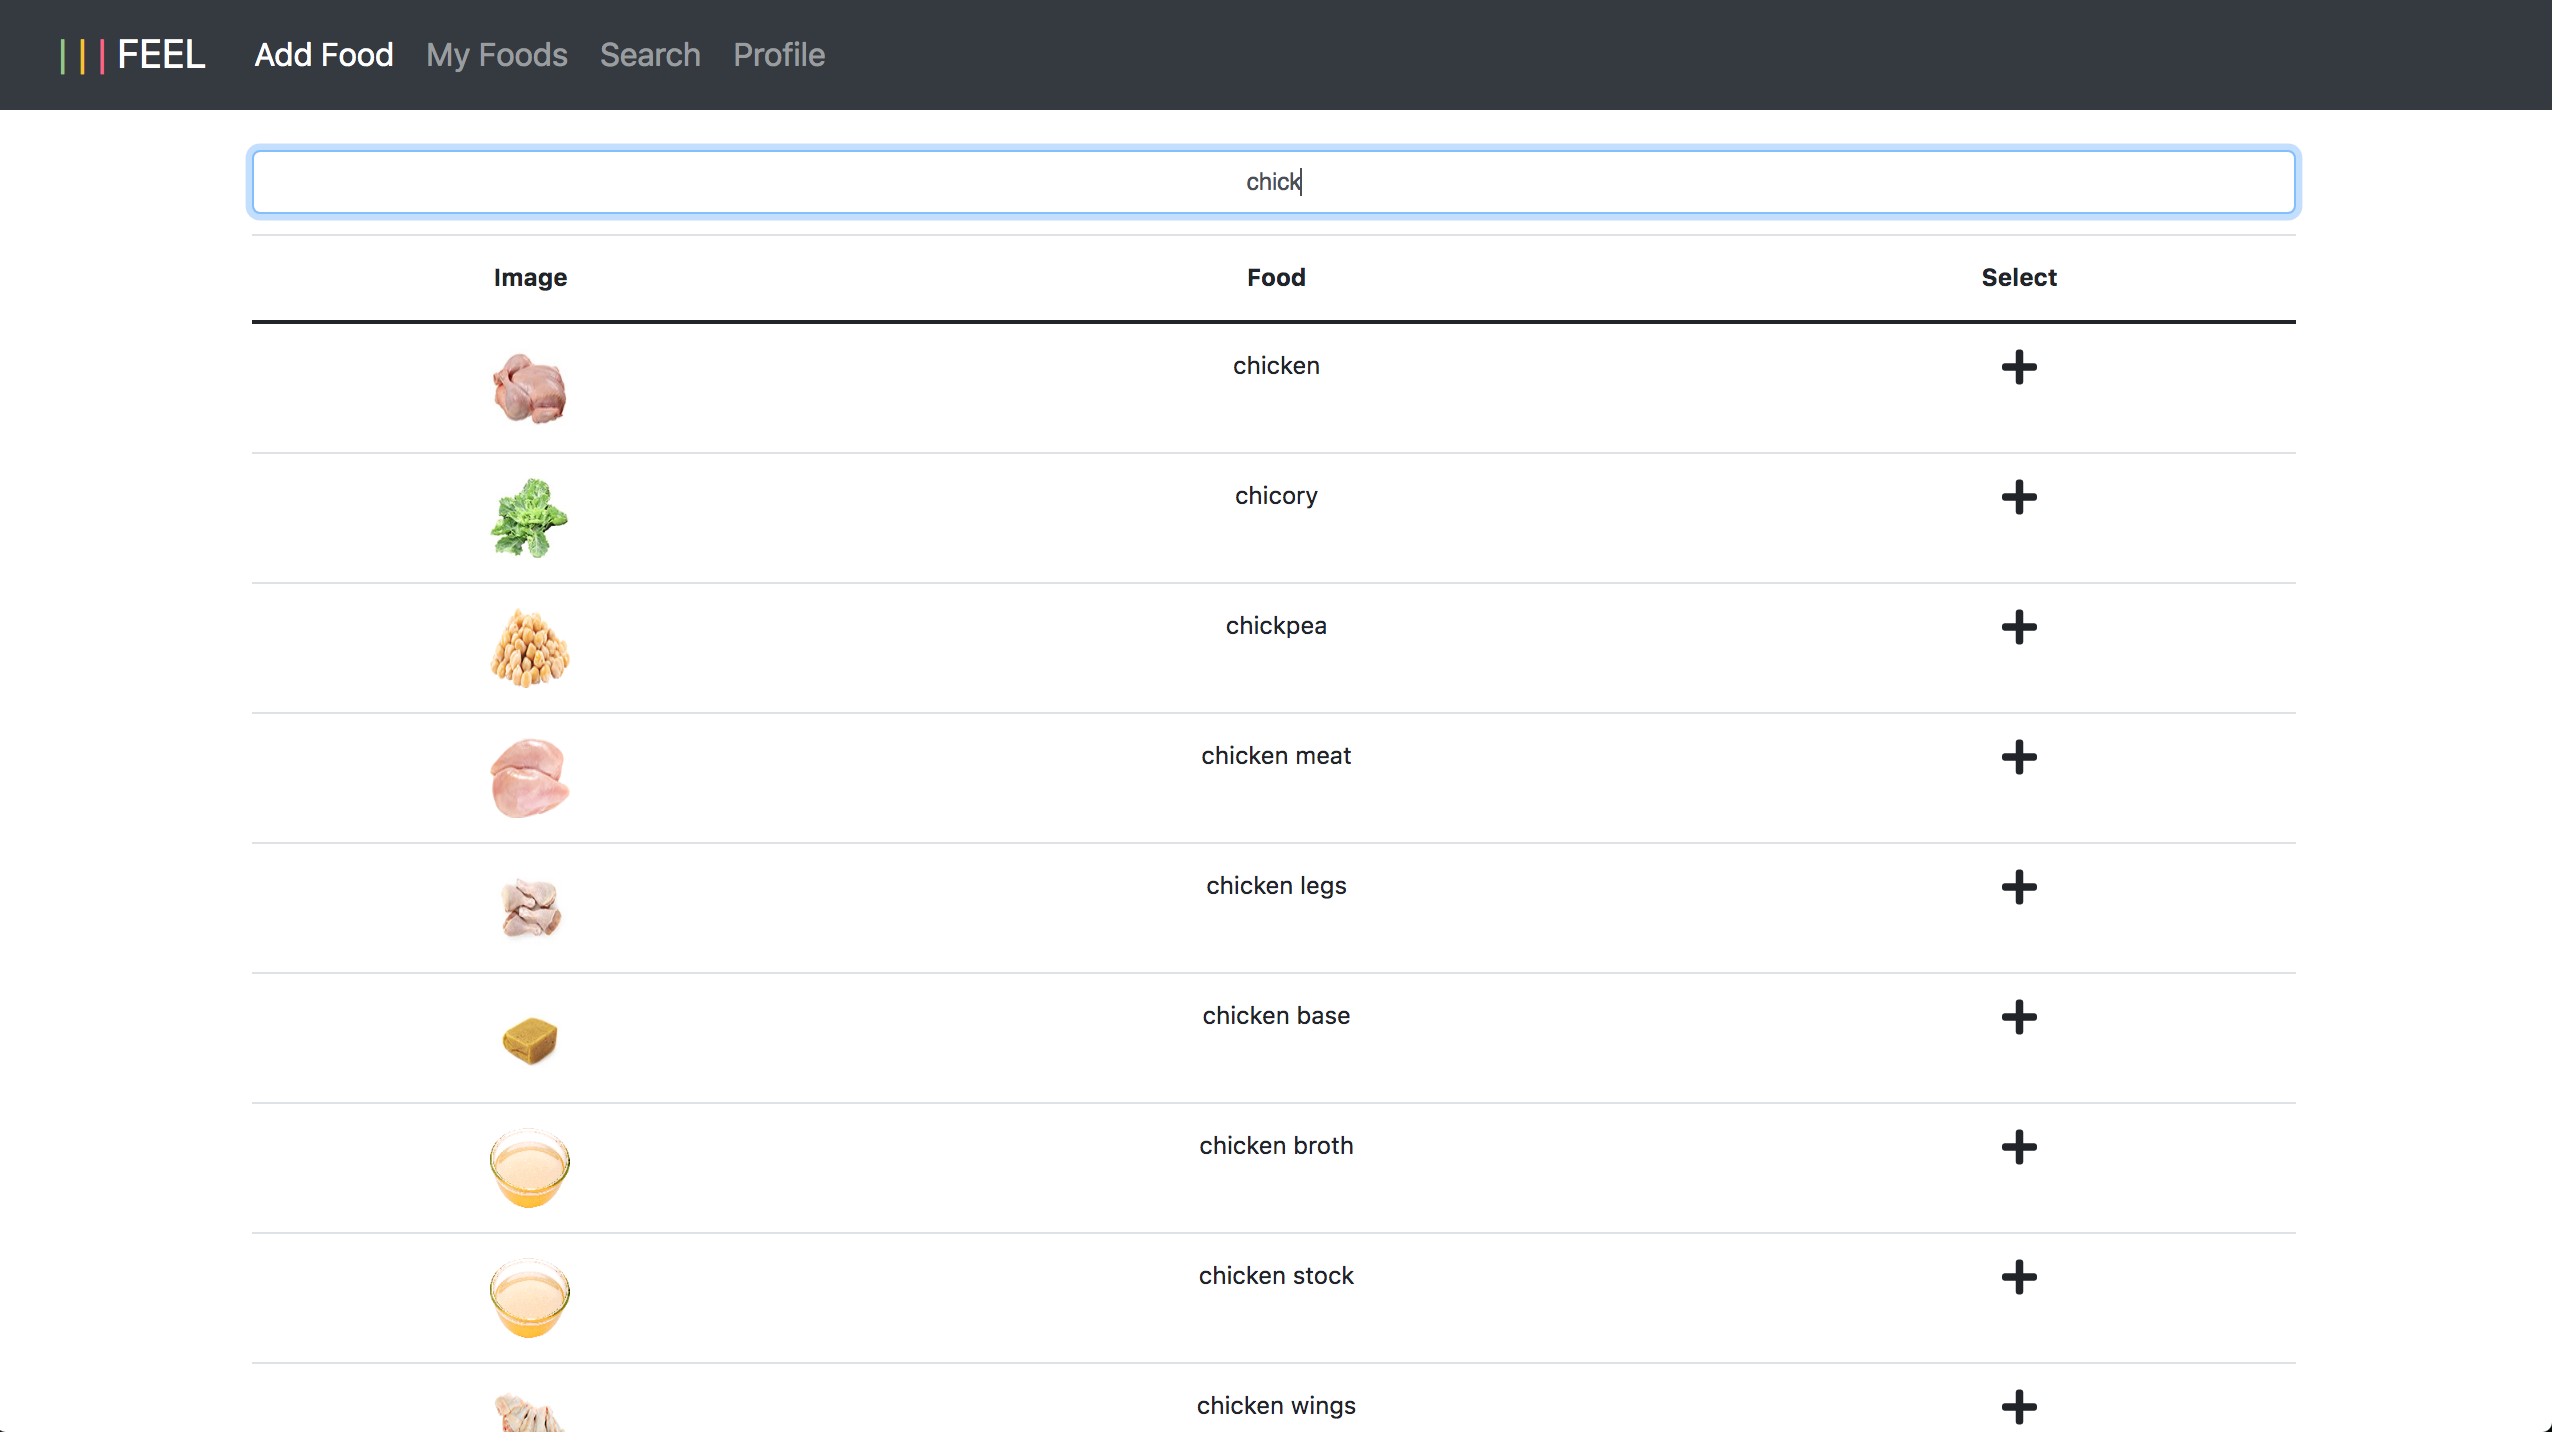 ||| FEEL Add Food My Foods Search Profile
chick
Image Food Select
chicken
chicory
chickpea
chicken meat
chicken legs
chicken base
chicken broth
chicken stock
chicken wings